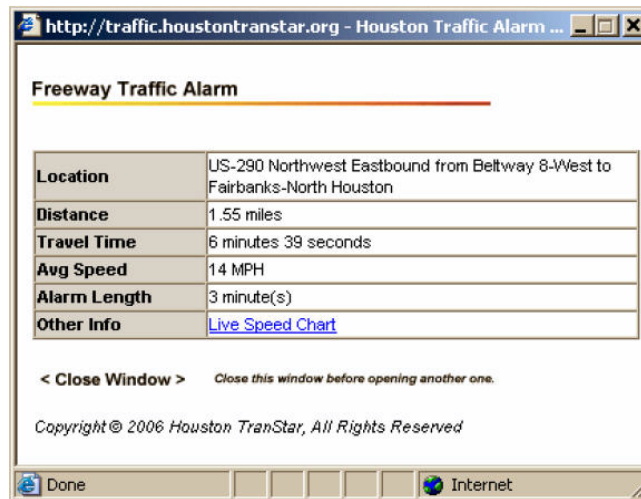 http://traffic.houstontranstar.org - Houston Traffic Alarm ...
Freeway Traffic Alarm
Location
US-290 Northwest Eastbound from Beltway 8-West to
Fairbanks-North Houston
Distance
1.55 miles
Travel Time
6 minutes 39 seconds
Avg Speed
14 MPH
Alarm Length
3 minute(s)
Other Info
Live Speed Chart
< Close Window > Close this window before opening another one.
Copyright © 2006 Houston TranStar, All Rights Reserved
Done Internet